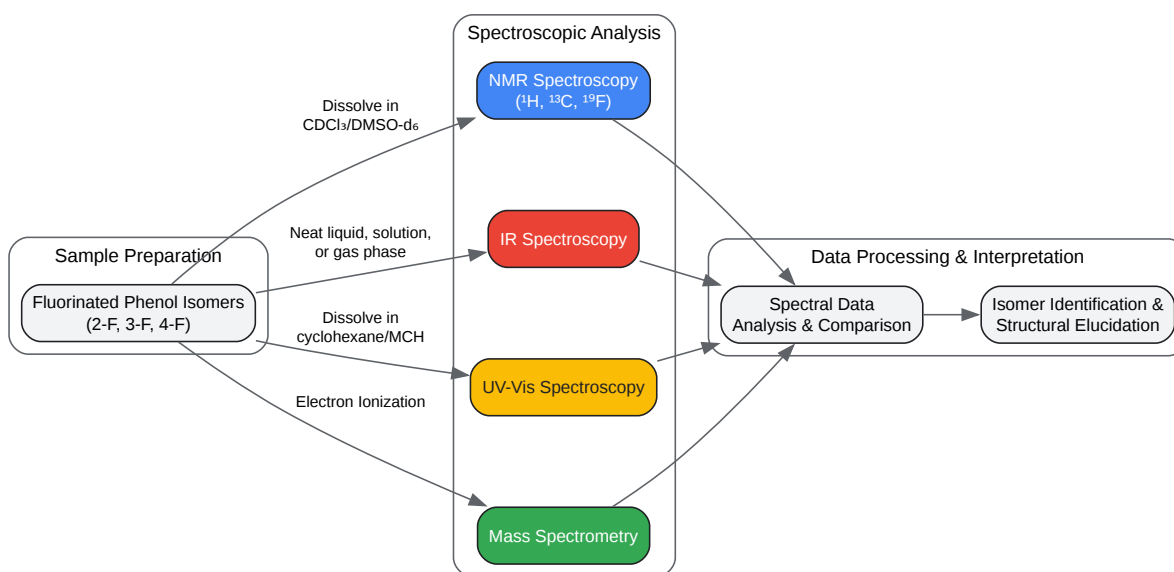 Spectroscopic Analysis
NMR Spectroscopy
(¹H, ¹³C, ¹⁹F)
Dissolve in
CDCl₃/DMSO-d₆
Neat liquid, solution,
or gas phase
IR Spectroscopy
Sample Preparation
Fluorinated Phenol Isomers
(2-F, 3-F, 4-F)
Dissolve in
cyclohexane/MCH
UV-Vis Spectroscopy
Electron Ionization
Mass Spectrometry
Data Processing & Interpretation
Spectral Data
Analysis & Comparison
Isomer Identification &
Structural Elucidation